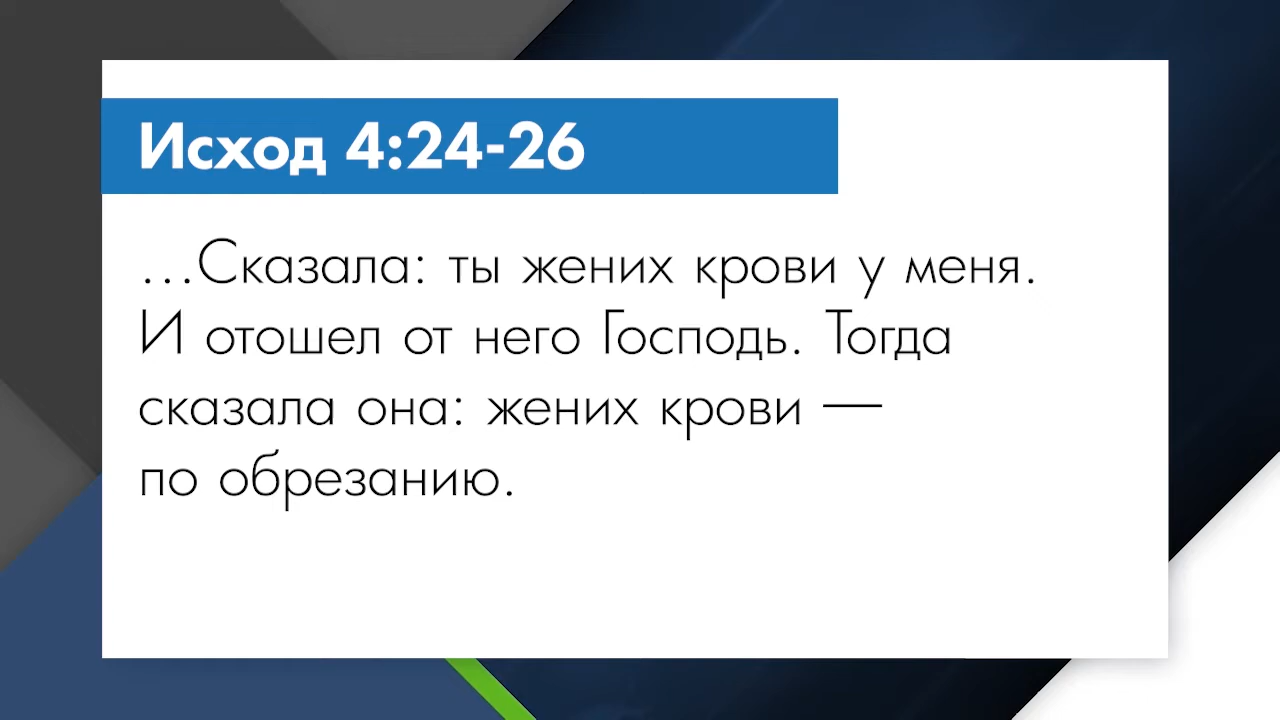 Исход 4:24-26
...Сказала: ты жених крови у меня.
И отошел от него Господь. Тогда
сказала она: жених крови —
по обрезанию.